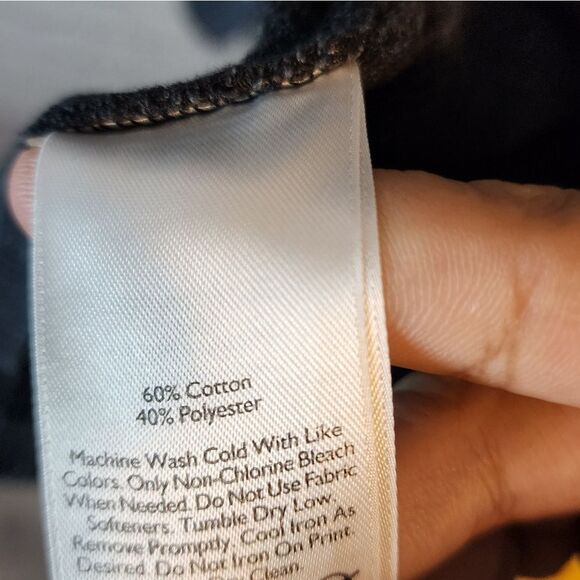 60% Cotton
40% Polyester
Machine Wash Cold With Like
Colors. Only Non-Chlorine Bleach
When Needed. Do Not Use Fabric
Softeners. Tumble Dry Low.
Remove Promptly. Cool Iron As
Desired. Do Not Iron On Print.
Clean.